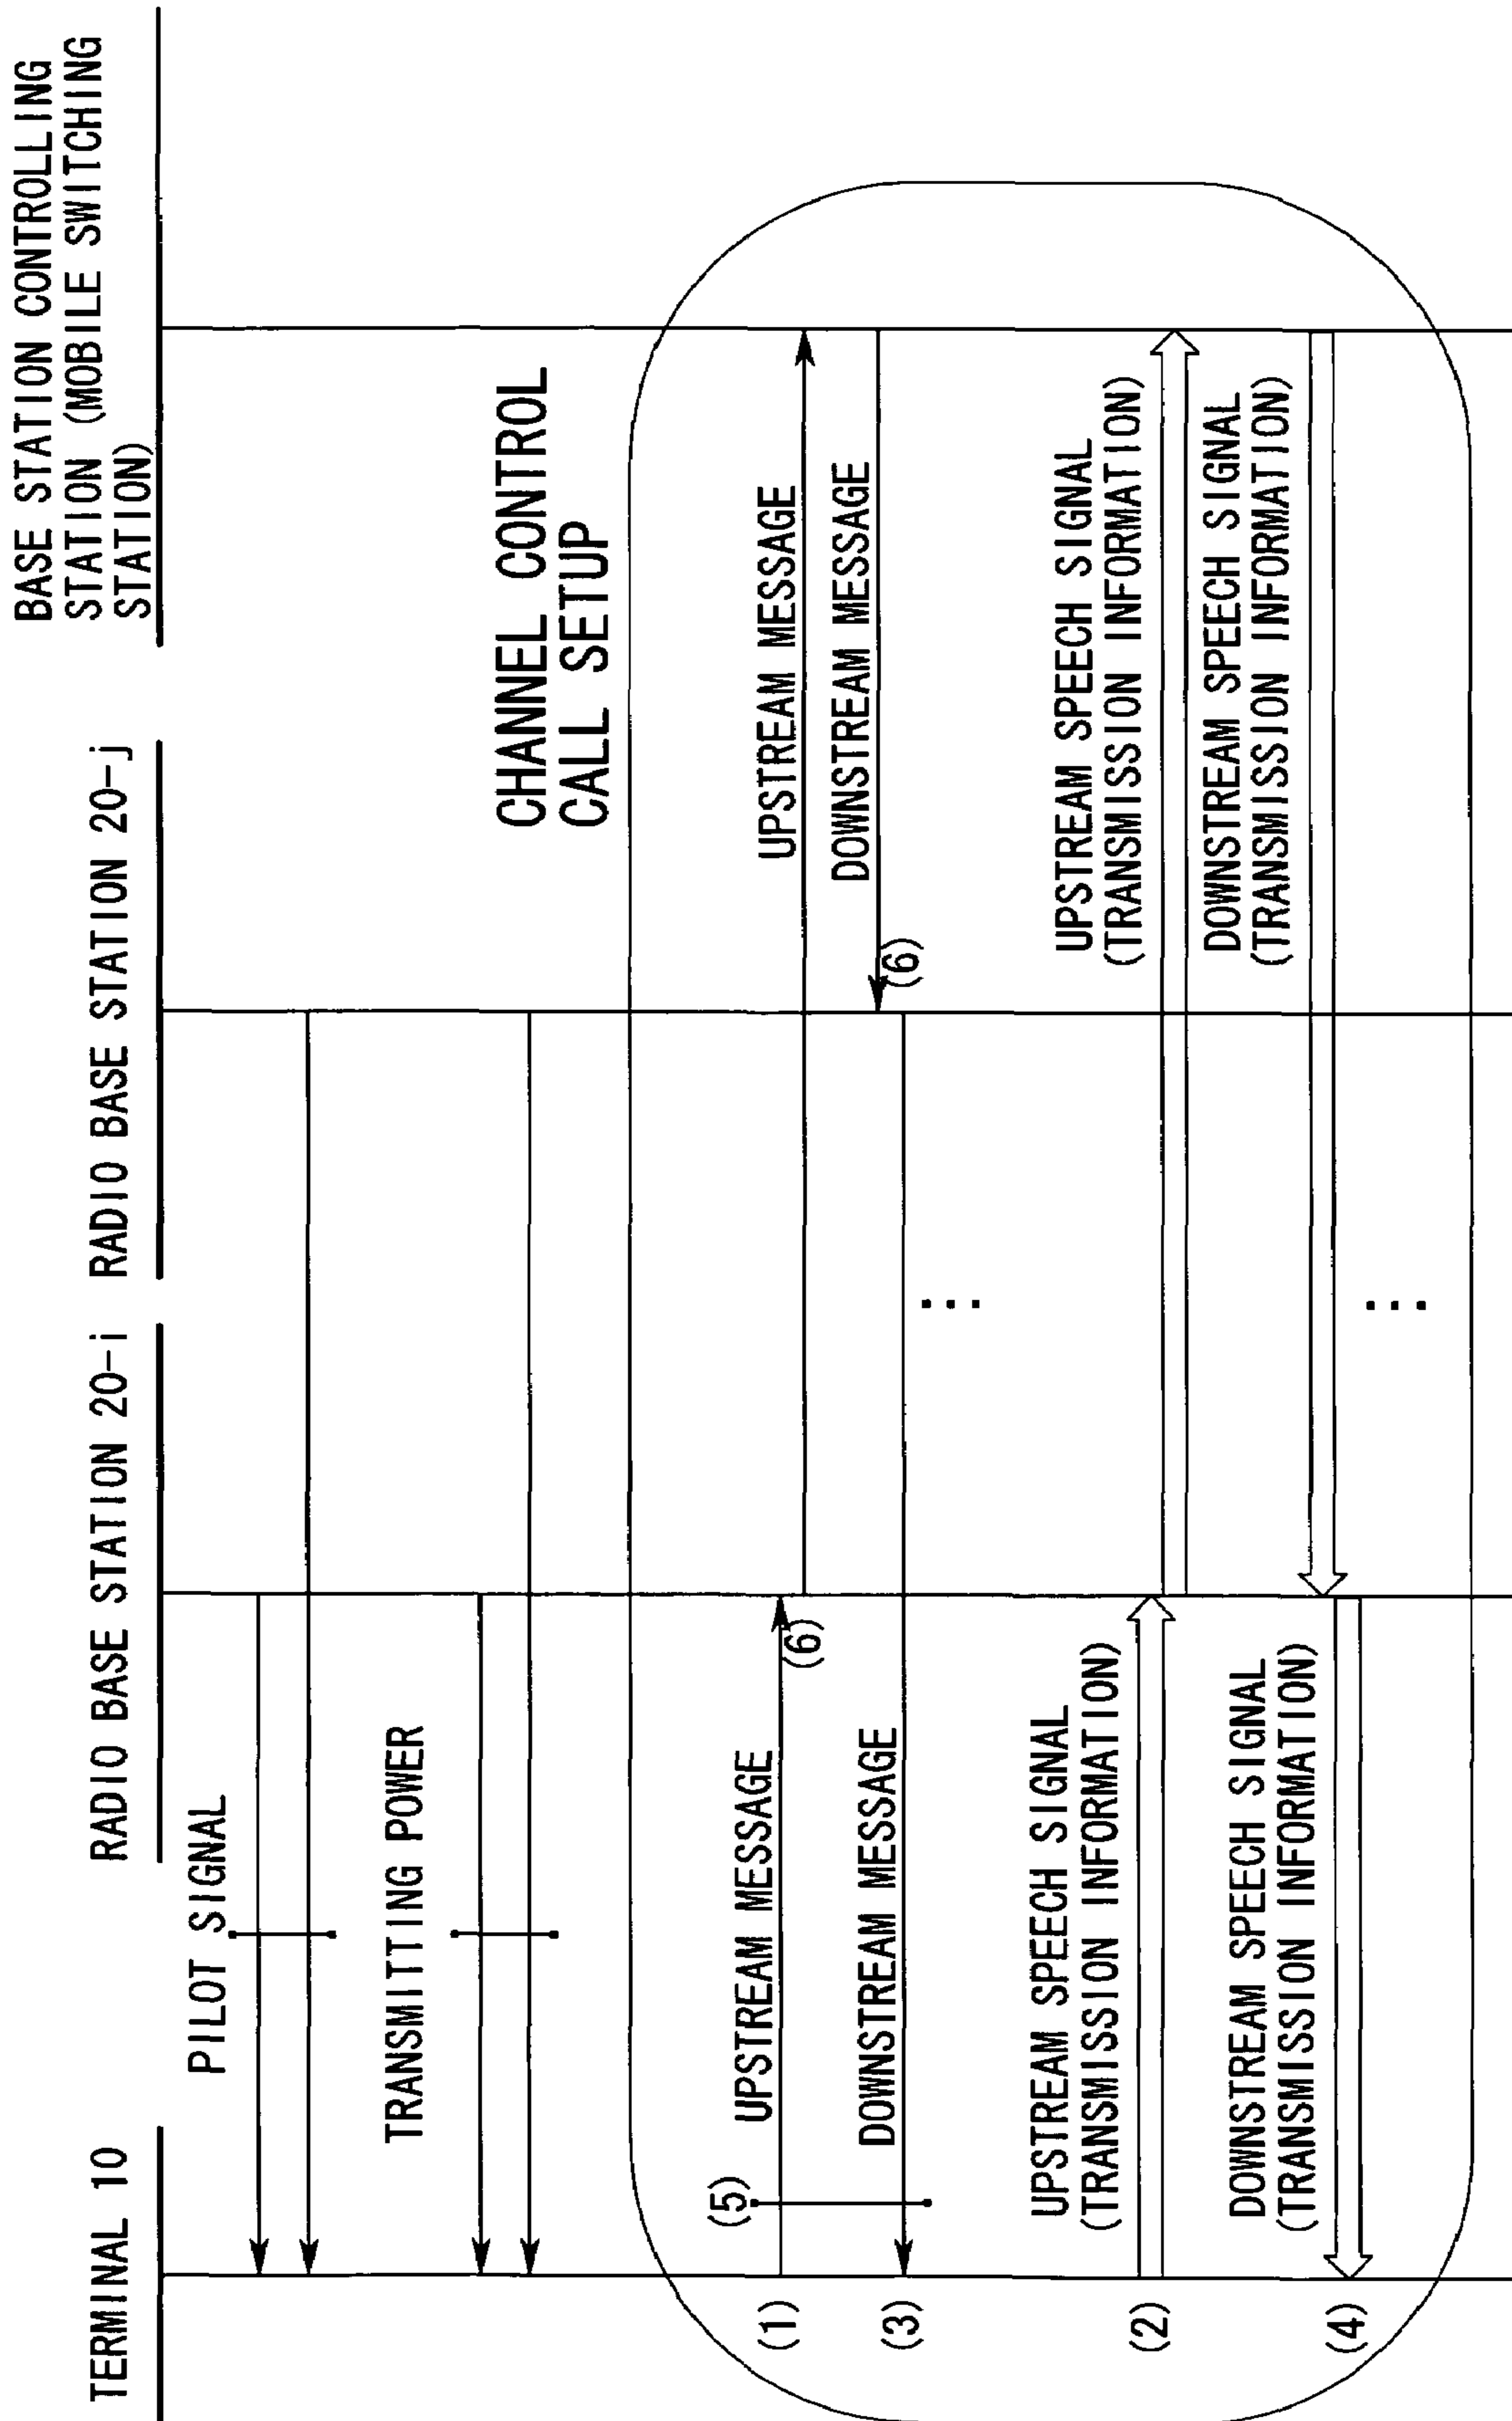 TERMINAL 10
RADIO BASE STATION 20-i
RADIO BASE STATION 20-j
BASE STATION CONTROLLING
STATION (MOBILE SWITCHING
STATION)
PILOT SIGNAL
TRANSMITTING POWER
CHANNEL CONTROL
CALL SETUP
(5)
UPSTREAM MESSAGE
UPSTREAM MESSAGE
(1)
(6)
DOWNSTREAM MESSAGE
DOWNSTREAM MESSAGE
(6)
(3)
...
UPSTREAM SPEECH SIGNAL
(TRANSMISSION INFORMATION)
UPSTREAM SPEECH SIGNAL
(TRANSMISSION INFORMATION)
(2)
DOWNSTREAM SPEECH SIGNAL
(TRANSMISSION INFORMATION)
DOWNSTREAM SPEECH SIGNAL
(TRANSMISSION INFORMATION)
(4)
...